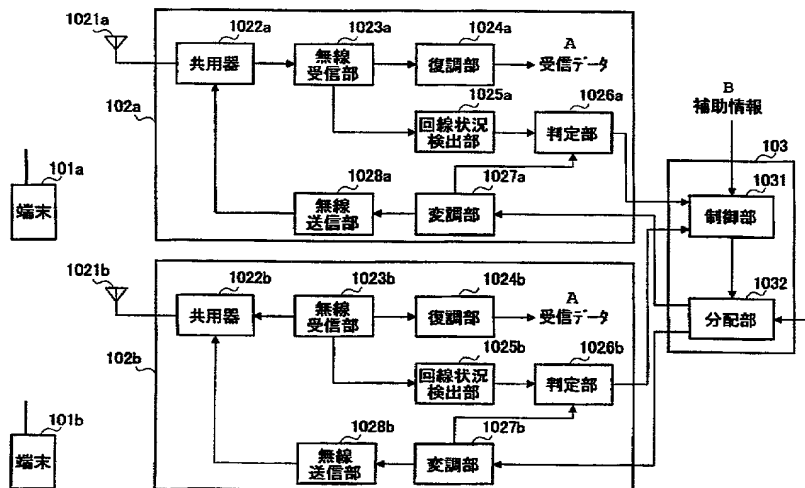 1021a
1022a
共用器
1023a
無線
受信部
1024a
復調部
A
受信データ
102a
1025a
回線状況
検出部
1026a
判定部
B
補助情報
103
1031
制御部
101a
端末
1028a
無線
送信部
1027a
変調部
1032
分配部
1021b
1022b
共用器
1023b
無線
受信部
1024b
復調部
A
受信データ
102b
1025b
回線状況
検出部
1026b
判定部
101b
端末
1028b
無線
送信部
1027b
変調部